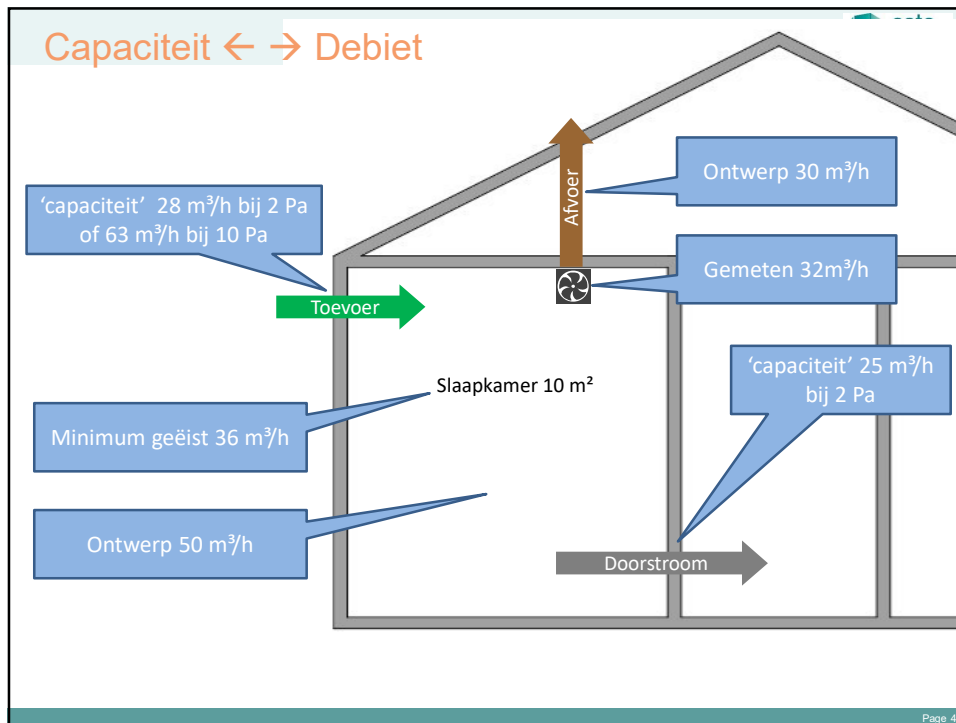 Capaciteit ← → Debiet
Ontwerp 30 m³/h
Afvoer
'capaciteit' 28 m³/h bij 2 Pa
of 63 m³/h bij 10 Pa
Gemeten 32m³/h
Toevoer
'capaciteit' 25 m³/h
bij 2 Pa
Slaapkamer 10 m²
Minimum geëist 36 m³/h
Ontwerp 50 m³/h
Doorstroom
Page 4